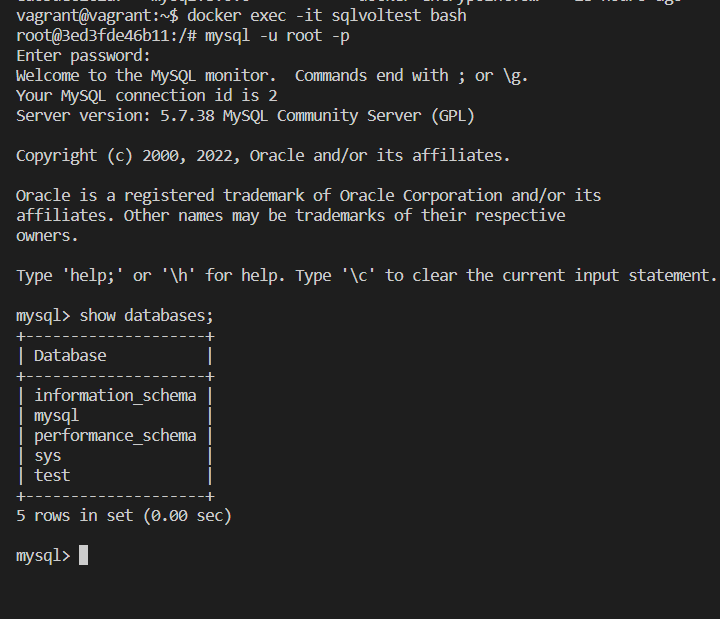 vagrant@vagrant:~$ docker exec -it sqlvoltest bash
root@3ed3fde46b11:/# mysql -u root -p
Enter password:
Welcome to the MySQL monitor.  Commands end with ; or \g.
Your MySQL connection id is 2
Server version: 5.7.38 MySQL Community Server (GPL)

Copyright (c) 2000, 2022, Oracle and/or its affiliates.

Oracle is a registered trademark of Oracle Corporation and/or its
affiliates. Other names may be trademarks of their respective
owners.

Type 'help;' or '\h' for help. Type '\c' to clear the current input statement.

mysql> show databases;
+--------------------+
| Database           |
+--------------------+
| information_schema |
| mysql              |
| performance_schema |
| sys                |
| test               |
+--------------------+
5 rows in set (0.00 sec)

mysql>